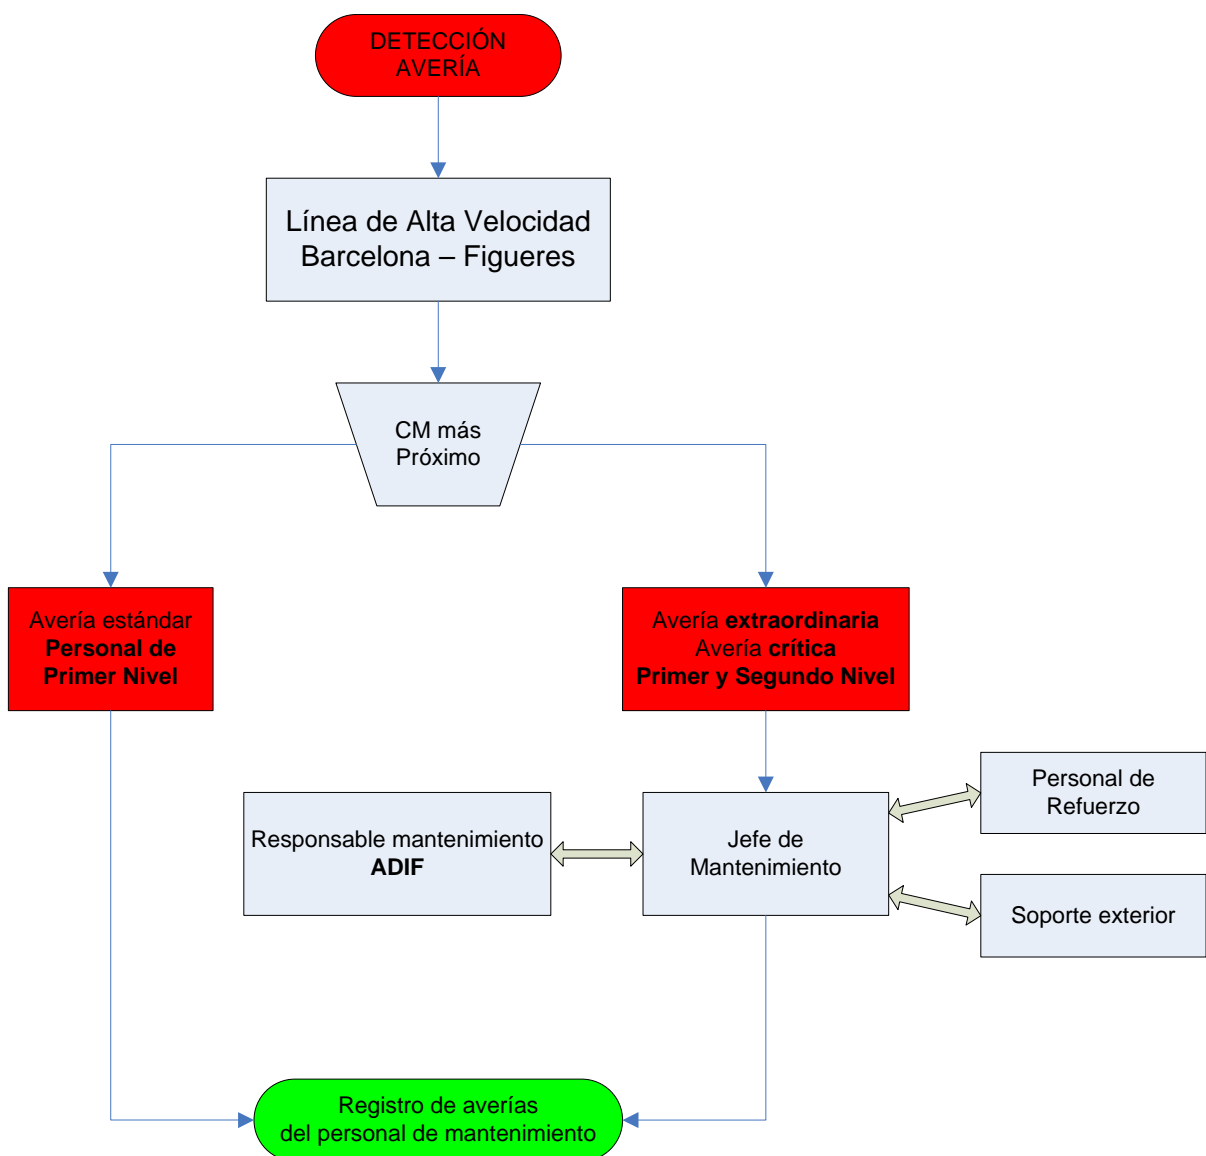 DETECCIÓN
AVERÍA
Línea de Alta Velocidad
Barcelona – Figueres
CM más
Próximo
Avería estándar
Personal de
Primer Nivel
Avería extraordinaria
Avería crítica
Primer y Segundo Nivel
Personal de
Refuerzo
Responsable mantenimiento
ADIF
Jefe de
Mantenimiento
Soporte exterior
Registro de averías
del personal de mantenimiento